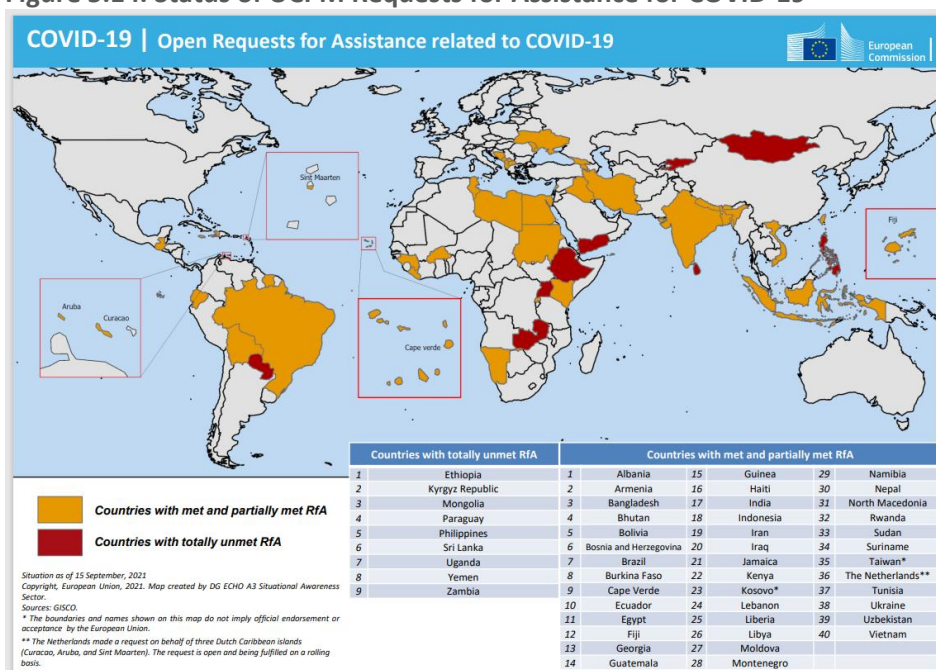 COVID-19 | Open Requests for Assistance related to COVID-19
European
Commission
Sint Maarten
Fiji
Aruba
Curacao
Cape verde
Countries with met and partially met RfA
Countries with totally unmet RfA
Situation as of 15 September, 2021
Copyright, European Union, 2021. Map created by DG ECHO A3 Situational Awareness
Sector.
Sources: GISCO.
* The boundaries and names shown on this map do not imply official endorsement or
acceptance by the European Union.
** The Netherlands made a request on behalf of three Dutch Caribbean islands
(Curacao, Aruba, and Sint Maarten). The request is open and being fulfilled on a rolling
basis.
Countries with totally unmet RfA
1 Ethiopia
2 Kyrgyz Republic
3 Mongolia
4 Paraguay
5 Philippines
6 Sri Lanka
7 Uganda
8 Yemen
9 Zambia
Countries with met and partially met RfA
1 Albania 15 Guinea 29 Namibia
2 Armenia 16 Haiti 30 Nepal
3 Bangladesh 17 India 31 North Macedonia
4 Bhutan 18 Indonesia 32 Rwanda
5 Bolivia 19 Iran 33 Sudan
6 Bosnia and Herzegovina 20 Iraq 34 Suriname
7 Brazil 21 Jamaica 35 Taiwan*
8 Burkina Faso 22 Kenya 36 The Netherlands**
9 Cape Verde 23 Kosovo* 37 Tunisia
10 Ecuador 24 Lebanon 38 Ukraine
11 Egypt 25 Liberia 39 Uzbekistan
12 Fiji 26 Libya 40 Vietnam
13 Georgia 27 Moldova
14 Guatemala 28 Montenegro